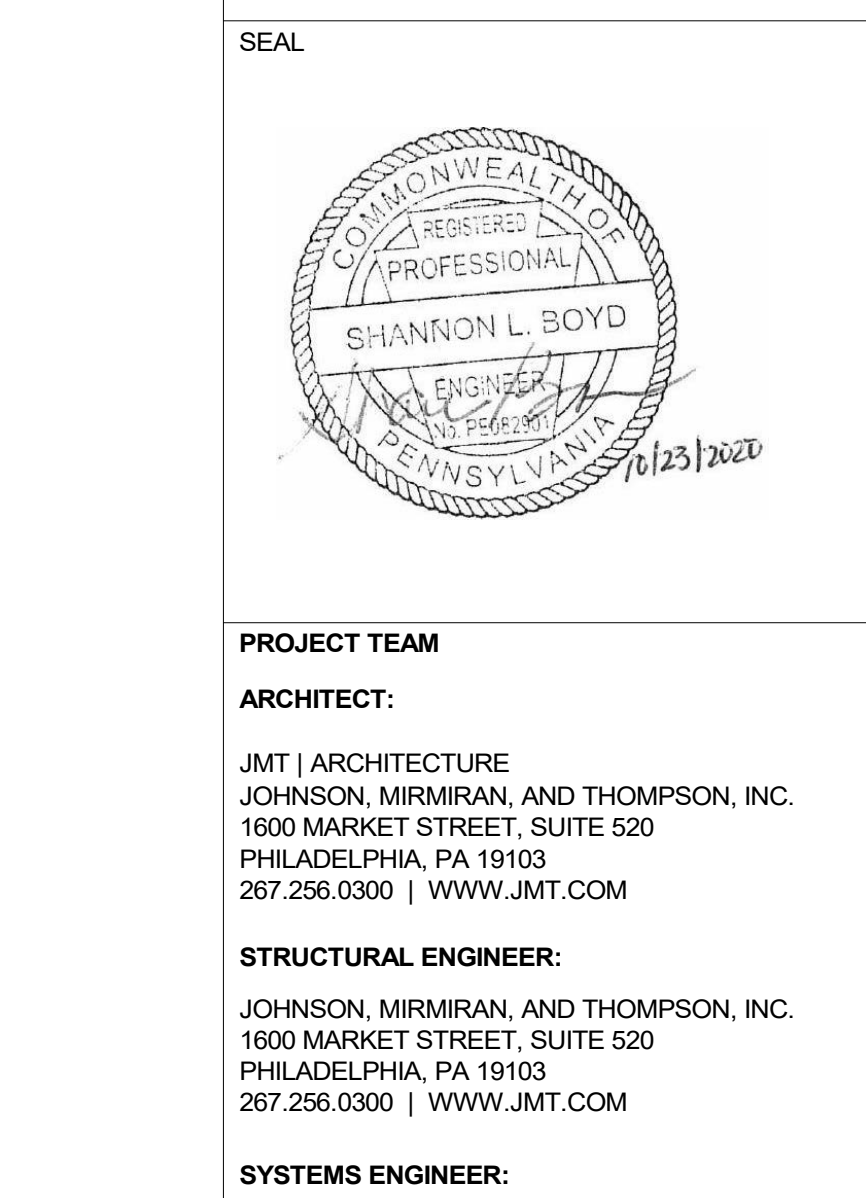 SEAL
COMMONWEALTH OF
REGISTERED
PROFESSIONAL
SHANNON L. BOYD
ENGINEER
No. PE082901
PENNSYLVANIA
10/23/2020
PROJECT TEAM
ARCHITECT:
JMT | ARCHITECTURE
JOHNSON, MIRMIRAN, AND THOMPSON, INC.
1600 MARKET STREET, SUITE 520
PHILADELPHIA, PA 19103
267.256.0300 | WWW.JMT.COM
STRUCTURAL ENGINEER:
JOHNSON, MIRMIRAN, AND THOMPSON, INC.
1600 MARKET STREET, SUITE 520
PHILADELPHIA, PA 19103
267.256.0300 | WWW.JMT.COM
SYSTEMS ENGINEER: